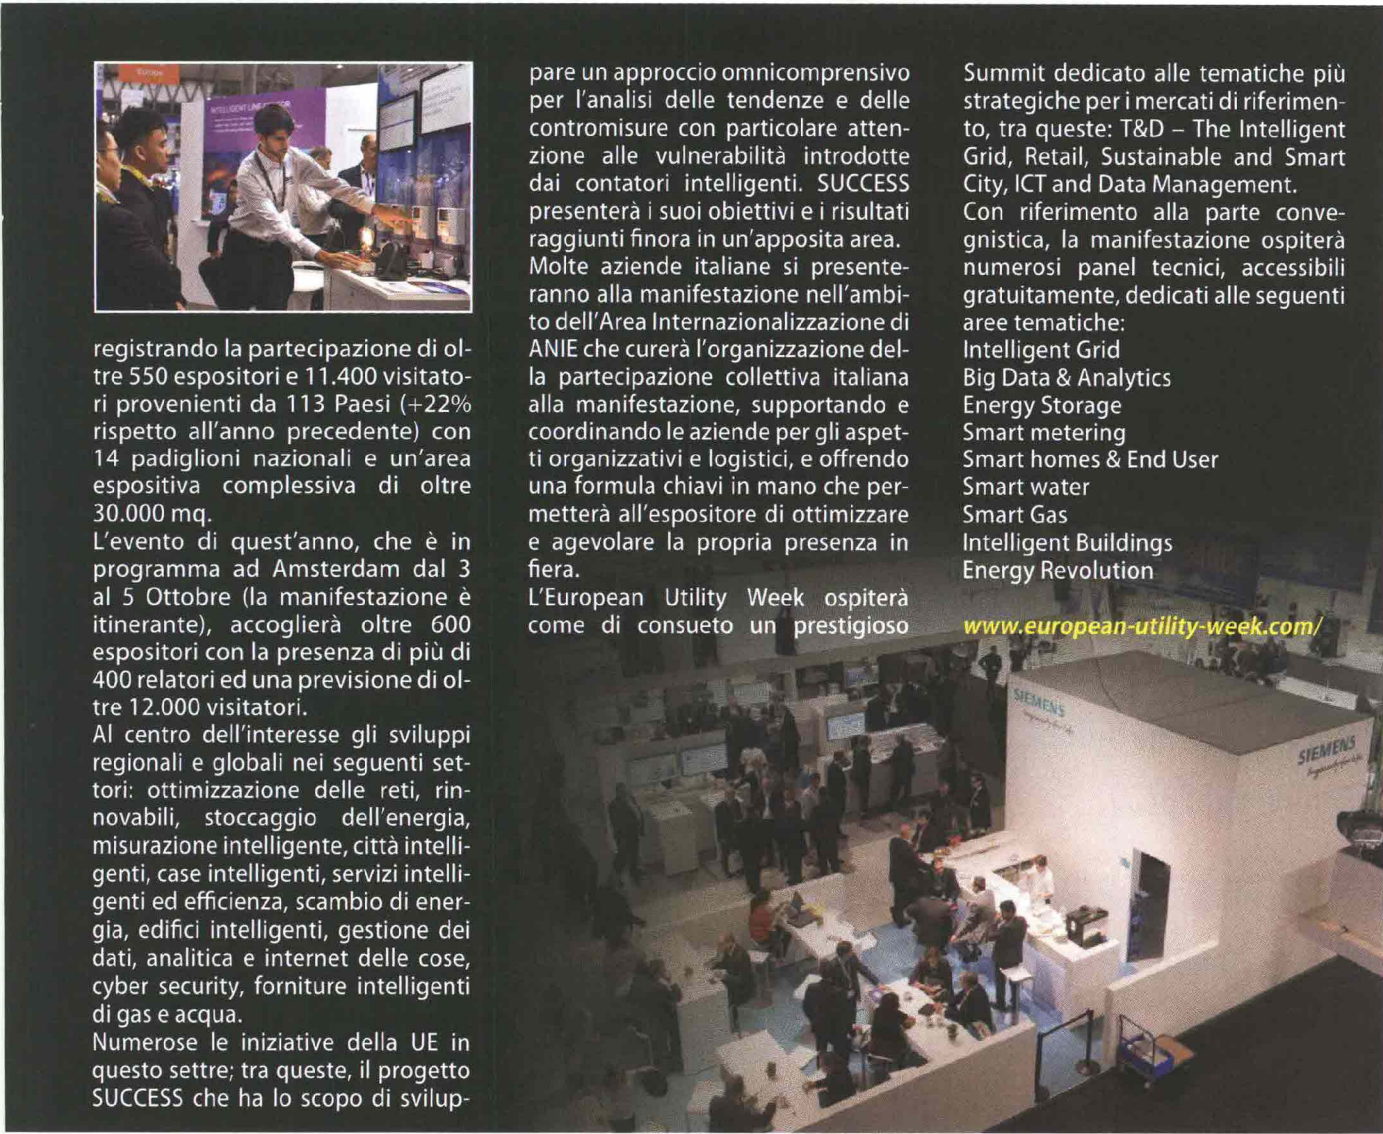 Europe
INTELLIGENT LINE
registrando la partecipazione di ol-
tre 550 espositori e 11.400 visitato-
ri provenienti da 113 Paesi (+22%
rispetto all'anno precedente) con
14 padiglioni nazionali e un'area
espositiva complessiva di oltre
30.000 mq.
L'evento di quest'anno, che è in
programma ad Amsterdam dal 3
al 5 Ottobre (la manifestazione è
itinerante), accoglierà oltre 600
espositori con la presenza di più di
400 relatori ed una previsione di ol-
tre 12.000 visitatori.
Al centro dell'interesse gli sviluppi
regionali e globali nei seguenti set-
tori: ottimizzazione delle reti, rin-
novabili, stoccaggio dell'energia,
misurazione intelligente, città intelli-
genti, case intelligenti, servizi intelli-
genti ed efficienza, scambio di ener-
gia, edifici intelligenti, gestione dei
dati, analitica e internet delle cose,
cyber security, forniture intelligenti
di gas e acqua.
Numerose le iniziative della UE in
questo settre; tra queste, il progetto
SUCCESS che ha lo scopo di svilup-
pare un approccio omnicomprensivo
per l'analisi delle tendenze e delle
contromisure con particolare atten-
zione alle vulnerabilità introdotte
dai contatori intelligenti. SUCCESS
presenterà i suoi obiettivi e i risultati
raggiunti finora in un'apposita area.
Molte aziende italiane si presente-
ranno alla manifestazione nell'ambi-
to dell'Area Internazionalizzazione di
ANIE che curerà l'organizzazione del-
la partecipazione collettiva italiana
alla manifestazione, supportando e
coordinando le aziende per gli aspet-
ti organizzativi e logistici, e offrendo
una formula chiavi in mano che per-
metterà all'espositore di ottimizzare
e agevolare la propria presenza in
fiera.
L'European Utility Week ospiterà
come di consueto un prestigioso
Summit dedicato alle tematiche più
strategiche per i mercati di riferimen-
to, tra queste: T&D – The Intelligent
Grid, Retail, Sustainable and Smart
City, ICT and Data Management.
Con riferimento alla parte conve-
gnistica, la manifestazione ospiterà
numerosi panel tecnici, accessibili
gratuitamente, dedicati alle seguenti
aree tematiche:
Intelligent Grid
Big Data & Analytics
Energy Storage
Smart metering
Smart homes & End User
Smart water
Smart Gas
Intelligent Buildings
Energy Revolution
www.european-utility-week.com/
SIEMENS
SIEMENS